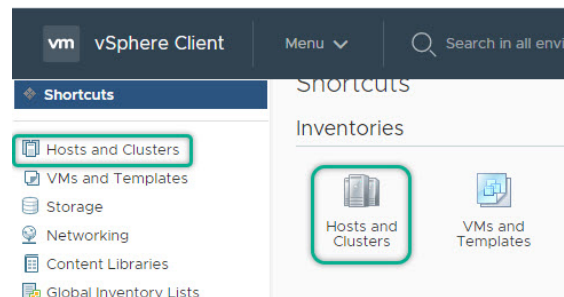 vm vSphere Client Menu Search in all envi
Shortcuts
Hosts and Clusters
VMs and Templates
Storage
Networking
Content Libraries
Global Inventory Lists
Shortcuts
Inventories
Hosts and
Clusters
VMs and
Templates